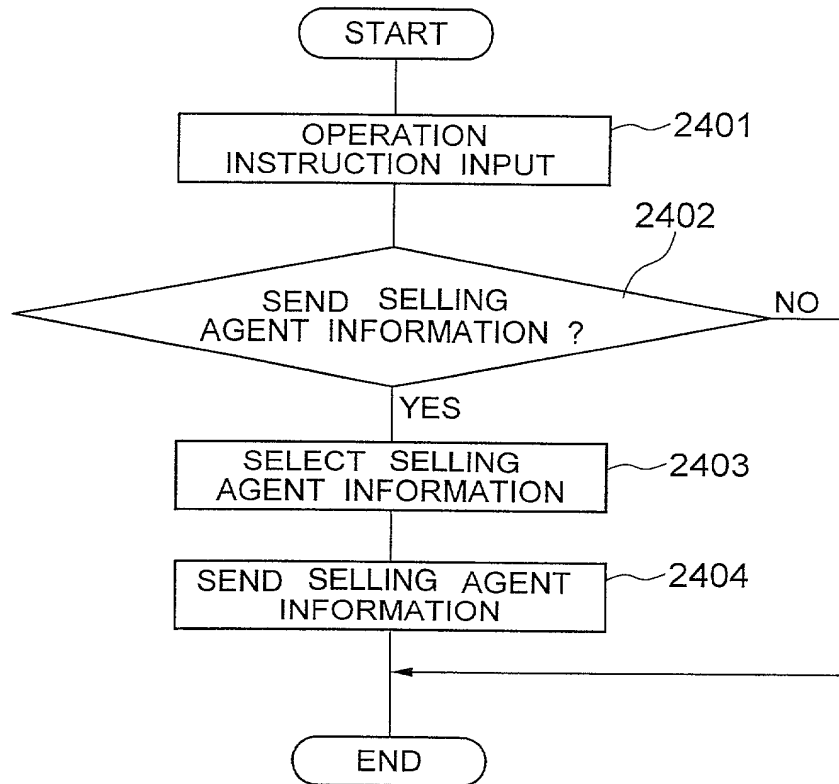 START
OPERATION
INSTRUCTION INPUT
2401
2402
SEND SELLING
AGENT INFORMATION ?
NO
YES
SELECT SELLING
AGENT INFORMATION
2403
SEND SELLING AGENT
INFORMATION
2404
END